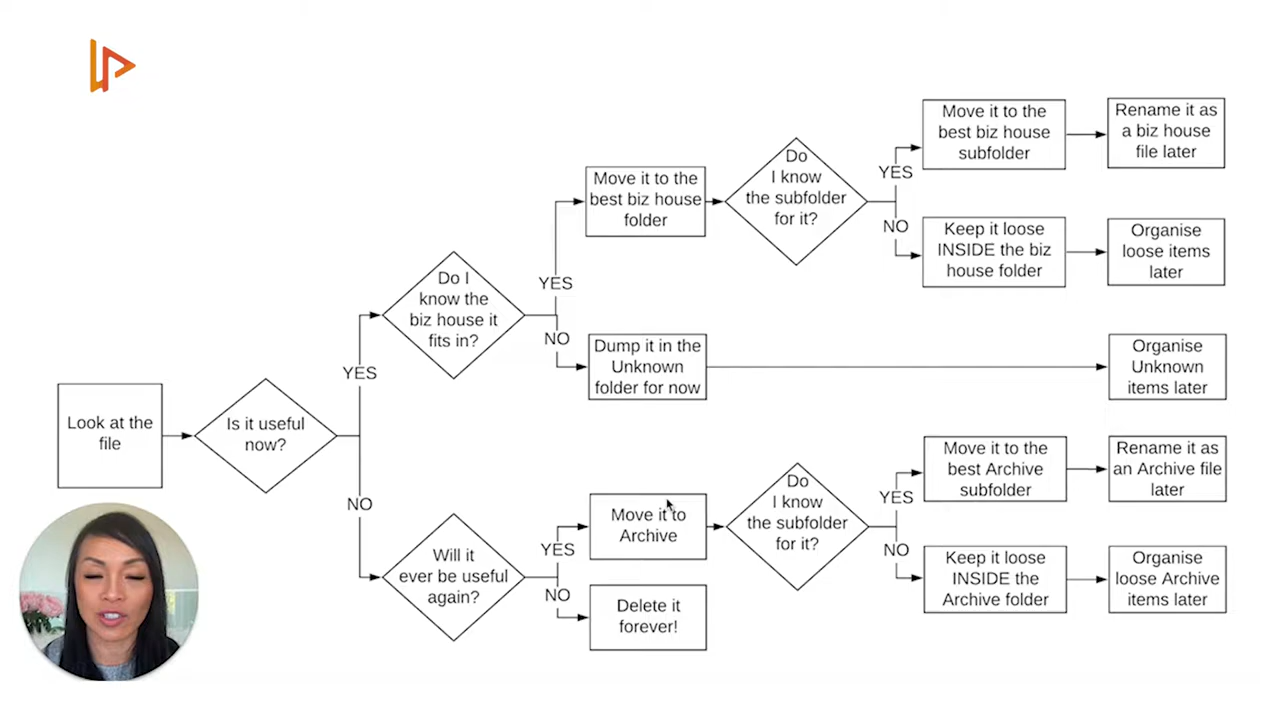 Look at the
file
Is it useful
now?
YES
NO
Do I
know the
biz house it
fits in?
YES
NO
Move it to the
best biz house
folder
Do
I know
the subfolder
for it?
YES
NO
Move it to the
best biz house
subfolder
Rename it as
a biz house
file later
Keep it loose
INSIDE the biz
house folder
Organise
loose items
later
Dump it in the
Unknown
folder for now
Organise
Unknown
items later
Will it
ever be useful
again?
YES
NO
Move it to
Archive
Do
I know
the subfolder
for it?
YES
NO
Move it to the
best Archive
subfolder
Rename it as
an Archive file
later
Keep it loose
INSIDE the
Archive folder
Organise
loose Archive
items later
Delete it
forever!